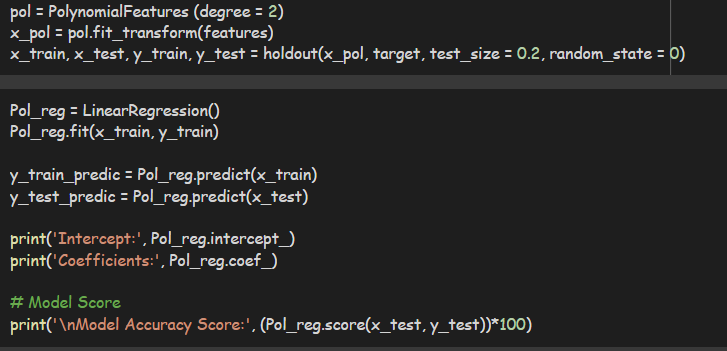 pol = PolynomialFeatures (degree = 2)
x_pol = pol.fit_transform(features)
x_train, x_test, y_train, y_test = holdout(x_pol, target, test_size = 0.2, random_state = 0)
Pol_reg = LinearRegression()
Pol_reg.fit(x_train, y_train)
y_train_predic = Pol_reg.predict(x_train)
y_test_predic = Pol_reg.predict(x_test)
print('Intercept:', Pol_reg.intercept_)
print('Coefficients:', Pol_reg.coef_)
# Model Score
print('\nModel Accuracy Score:', (Pol_reg.score(x_test, y_test))*100)